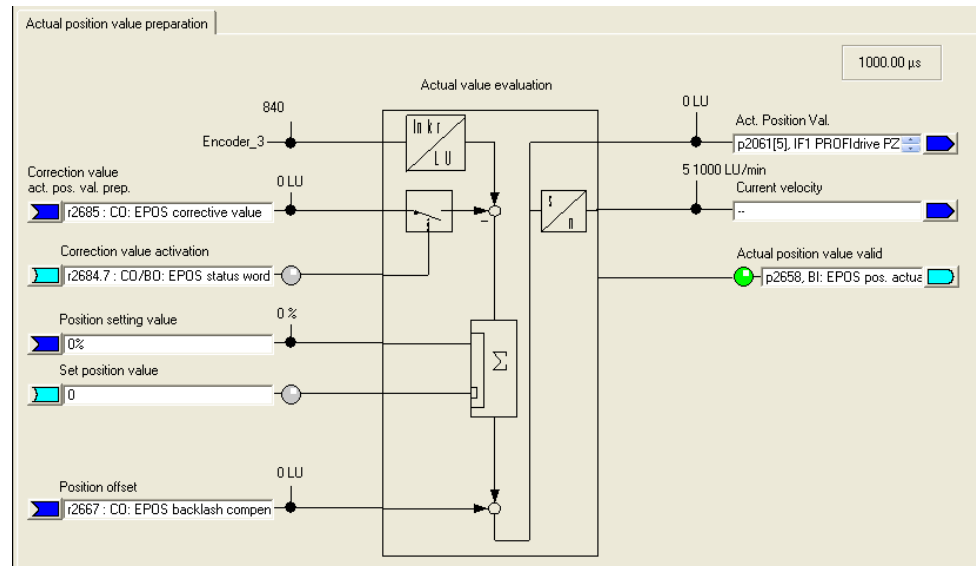 Actual position value preparation
1000.00 µs
Actual value evaluation
840
Encoder_3
Inkr
LU
0 LU
Act. Position Val.
p2061[5], IF1 PROFIdrive PZ
Correction value
act. pos. val. prep.
0 LU
r2685 : CO: EPOS corrective value
5 1000 LU/min
Current velocity
--
s
n
Correction value activation
r2684.7 : CO/BO: EPOS status word
Actual position value valid
p2658, BI: EPOS pos. actua
Position setting value
0 %
0%
Σ
Set position value
0
Position offset
0 LU
r2667 : CO: EPOS backlash compen